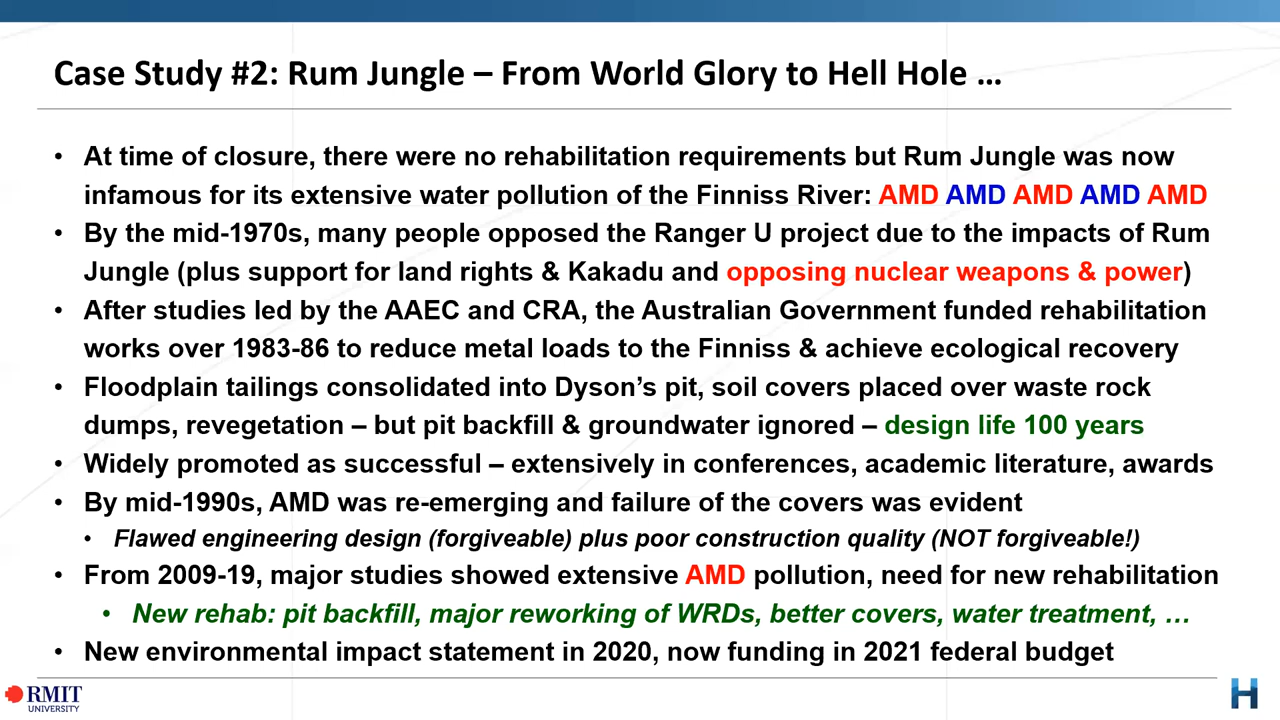 Case Study #2: Rum Jungle – From World Glory to Hell Hole …
• At time of closure, there were no rehabilitation requirements but Rum Jungle was now
infamous for its extensive water pollution of the Finniss River: AMD AMD AMD AMD AMD
• By the mid-1970s, many people opposed the Ranger U project due to the impacts of Rum
Jungle (plus support for land rights & Kakadu and opposing nuclear weapons & power)
• After studies led by the AAEC and CRA, the Australian Government funded rehabilitation
works over 1983-86 to reduce metal loads to the Finniss & achieve ecological recovery
• Floodplain tailings consolidated into Dyson’s pit, soil covers placed over waste rock
dumps, revegetation – but pit backfill & groundwater ignored – design life 100 years
• Widely promoted as successful – extensively in conferences, academic literature, awards
• By mid-1990s, AMD was re-emerging and failure of the covers was evident
• Flawed engineering design (forgiveable) plus poor construction quality (NOT forgiveable!)
• From 2009-19, major studies showed extensive AMD pollution, need for new rehabilitation
• New rehab: pit backfill, major reworking of WRDs, better covers, water treatment, …
• New environmental impact statement in 2020, now funding in 2021 federal budget
RMIT
UNIVERSITY
H